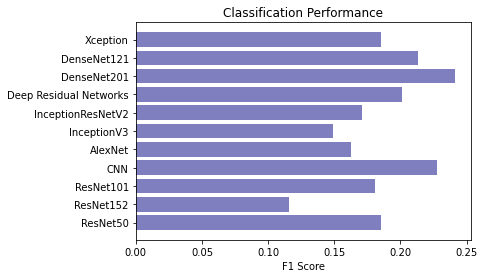 Classification Performance
Xception
DenseNet121
DenseNet201
Deep Residual Networks
InceptionResNetV2
InceptionV3
AlexNet
CNN
ResNet101
ResNet152
ResNet50
0.00 0.05 0.10 0.15 0.20 0.25
F1 Score